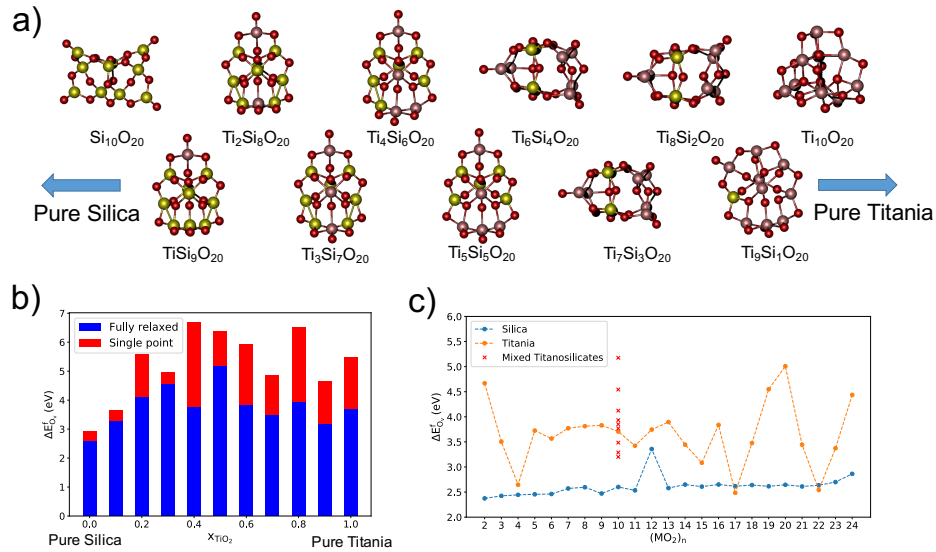 a)
Si₁₀O₂₀ Ti₂Si₈O₂₀ Ti₄Si₆O₂₀ Ti₆Si₄O₂₀ Ti₈Si₂O₂₀ Ti₁₀O₂₀
Pure Silica
Pure Titania
TiSi₉O₂₀ Ti₃Si₇O₂₀ Ti₅Si₅O₂₀ Ti₇Si₃O₂₀ Ti₉Si₁O₂₀
b)
Fully relaxed
Single point
ΔEᶠ_Oᵥ (eV)
7
6
5
4
3
2
1
0
0.0 0.2 0.4 0.6 0.8 1.0
Pure Silica
x_TiO₂
Pure Titania
c)
Silica
Titania
Mixed Titanosilicates
ΔEᶠ_Oᵥ (eV)
6.0
5.5
5.0
4.5
4.0
3.5
3.0
2.5
2.0
2 3 4 5 6 7 8 9 10 11 12 13 14 15 16 17 18 19 20 21 22 23 24
(MO₂)ₙ